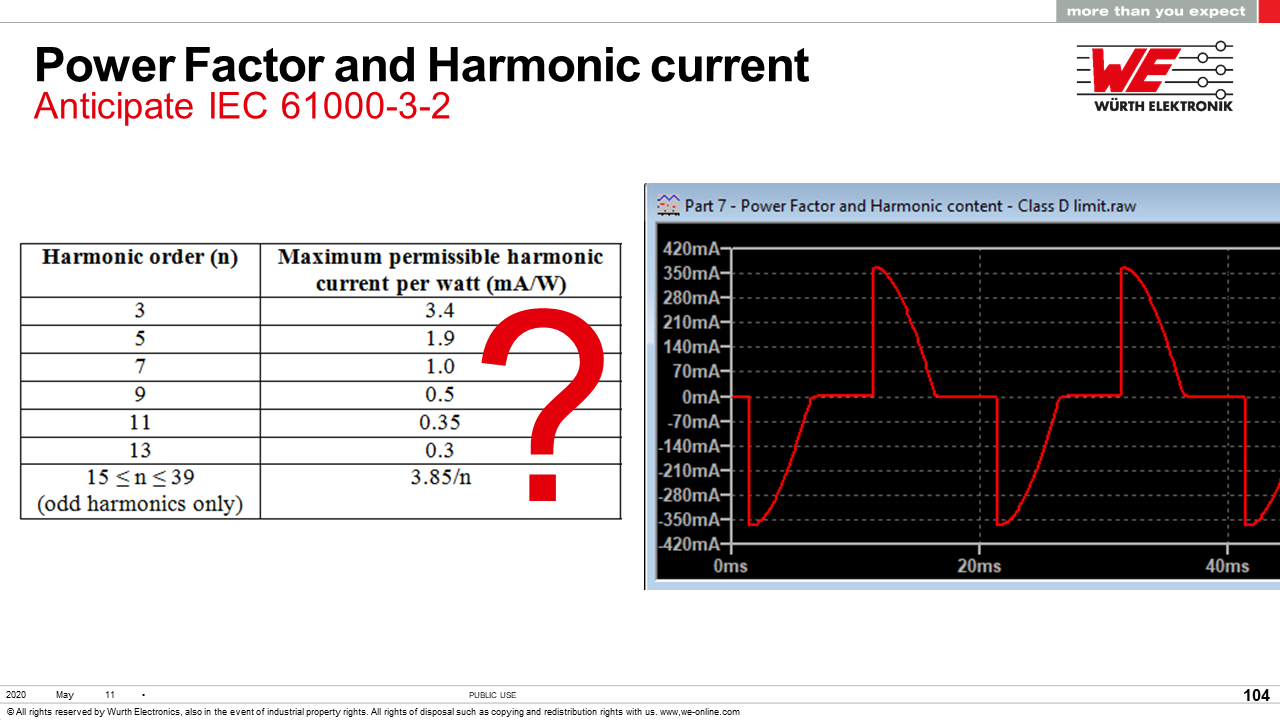 more than you expect
Power Factor and Harmonic current
Anticipate IEC 61000-3-2
WE
WÜRTH ELEKTRONIK
Harmonic order (n) Maximum permissible harmonic
current per watt (mA/W)
3 3.4
5 1.9
7 1.0
9 0.5
11 0.35
13 0.3
15 ≤ n ≤ 39 3.85/n
(odd harmonics only)
?
Part 7 - Power Factor and Harmonic content - Class D limit.raw
420mA
350mA
280mA
210mA
140mA
70mA
0mA
-70mA
-140mA
-210mA
-280mA
-350mA
-420mA
0ms 20ms 40ms
2020 May 11 • PUBLIC USE 104
© All rights reserved by Wurth Electronics, also in the event of industrial property rights. All rights of disposal such as copying and redistribution rights with us. www,we-online.com